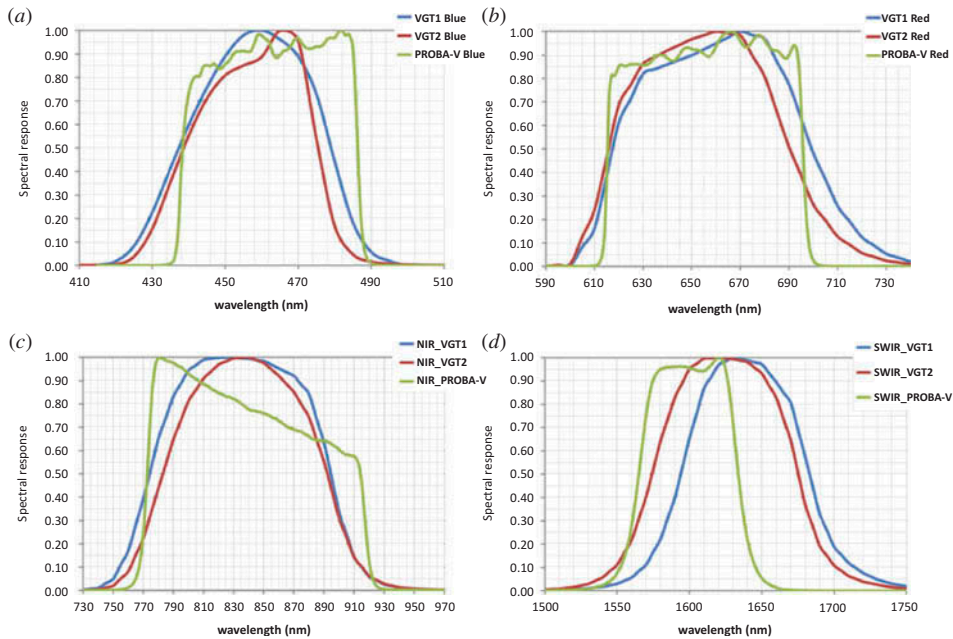 (a)
VGT1 Blue
VGT2 Blue
PROBA-V Blue
Spectral response
1.00
0.90
0.80
0.70
0.60
0.50
0.40
0.30
0.20
0.10
0.00
410 430 450 470 490 510
wavelength (nm)
(b)
VGT1 Red
VGT2 Red
PROBA-V Red
Spectral response
1.00
0.90
0.80
0.70
0.60
0.50
0.40
0.30
0.20
0.10
0.00
590 610 630 650 670 690 710 730
wavelength (nm)
(c)
NIR_VGT1
NIR_VGT2
NIR_PROBA-V
Spectral response
1.00
0.90
0.80
0.70
0.60
0.50
0.40
0.30
0.20
0.10
0.00
730 750 770 790 810 830 850 870 890 910 930 950 970
wavelength (nm)
(d)
SWIR_VGT1
SWIR_VGT2
SWIR_PROBA-V
Spectral response
1.00
0.90
0.80
0.70
0.60
0.50
0.40
0.30
0.20
0.10
0.00
1500 1550 1600 1650 1700 1750
wavelength (nm)